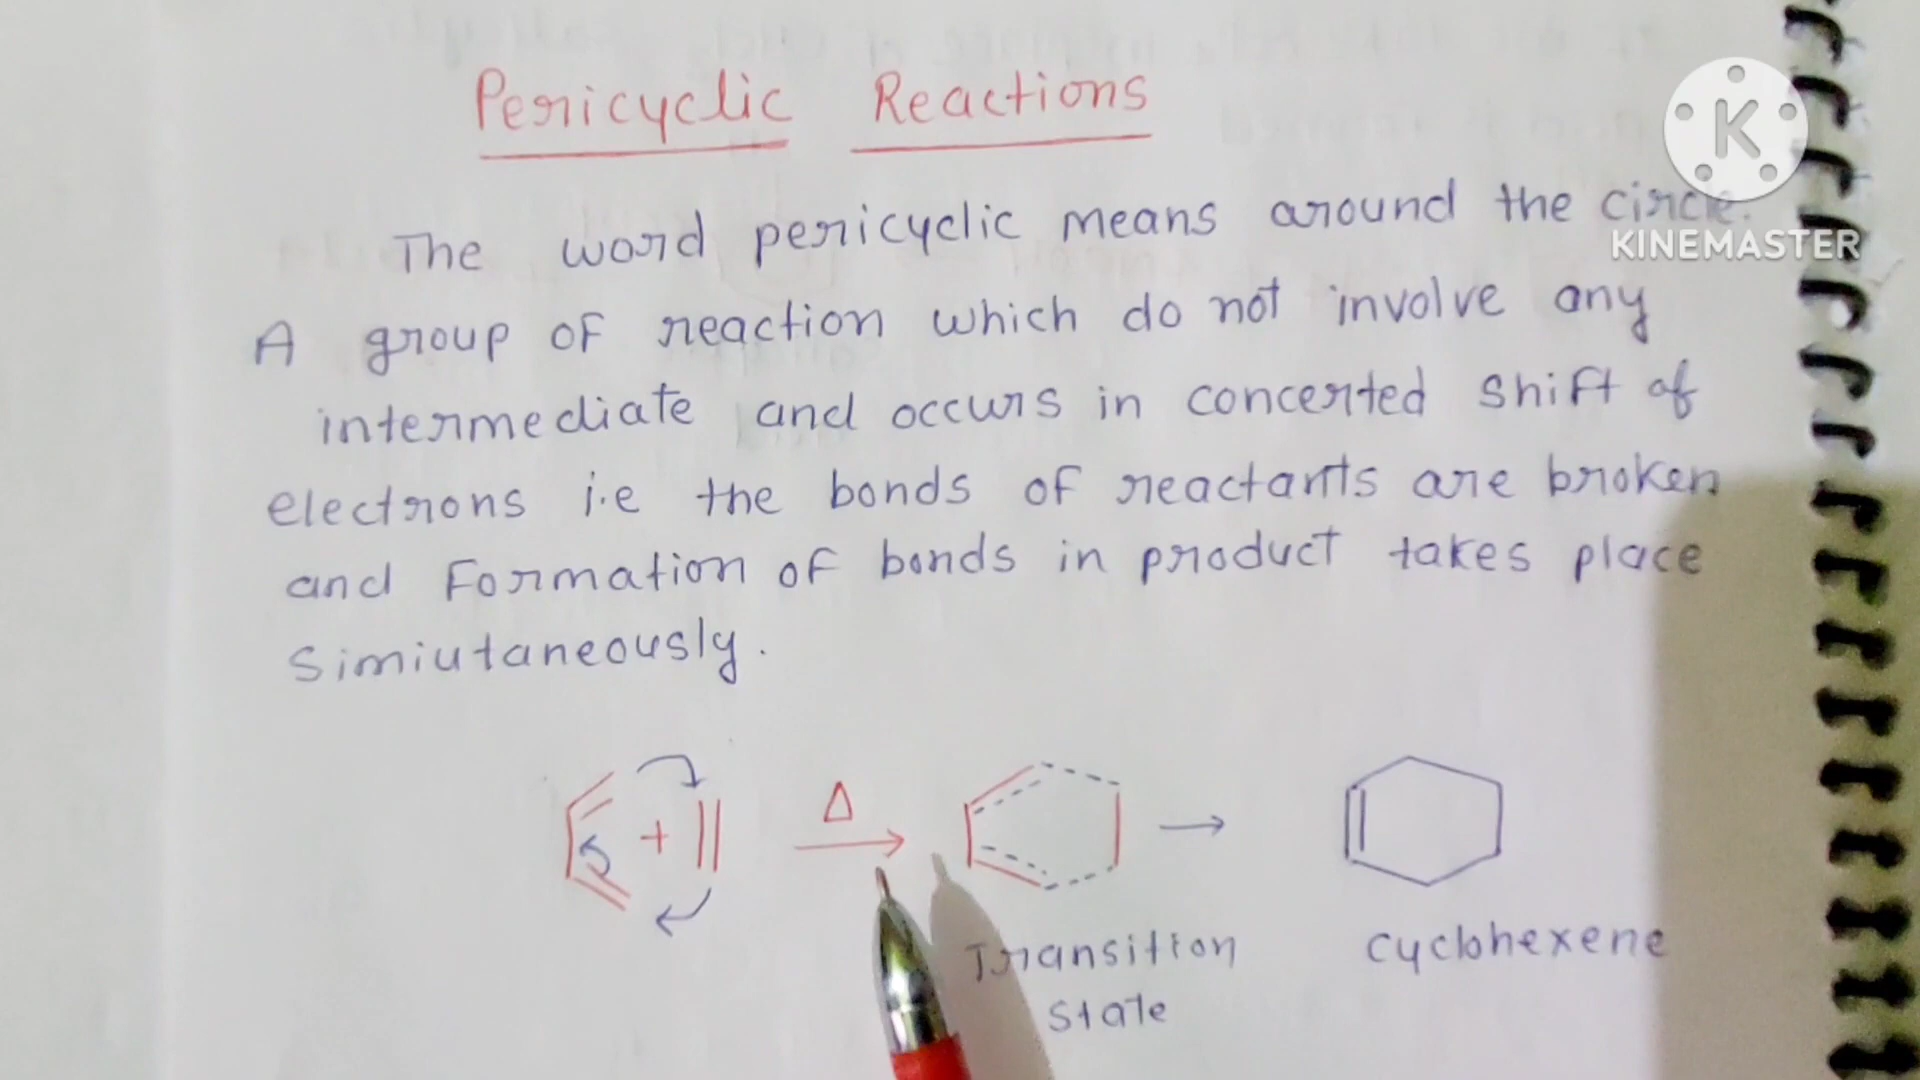 Pericyclic Reactions
The word pericyclic means around the circle.
KINEMASTER
A group of reaction which do not involve any
intermediate and occurs in concerted shift of
electrons i.e the bonds of reactants are broken
and Formation of bonds in product takes place
Simiutaneously.
+ Δ
Transition
State
cyclohexene